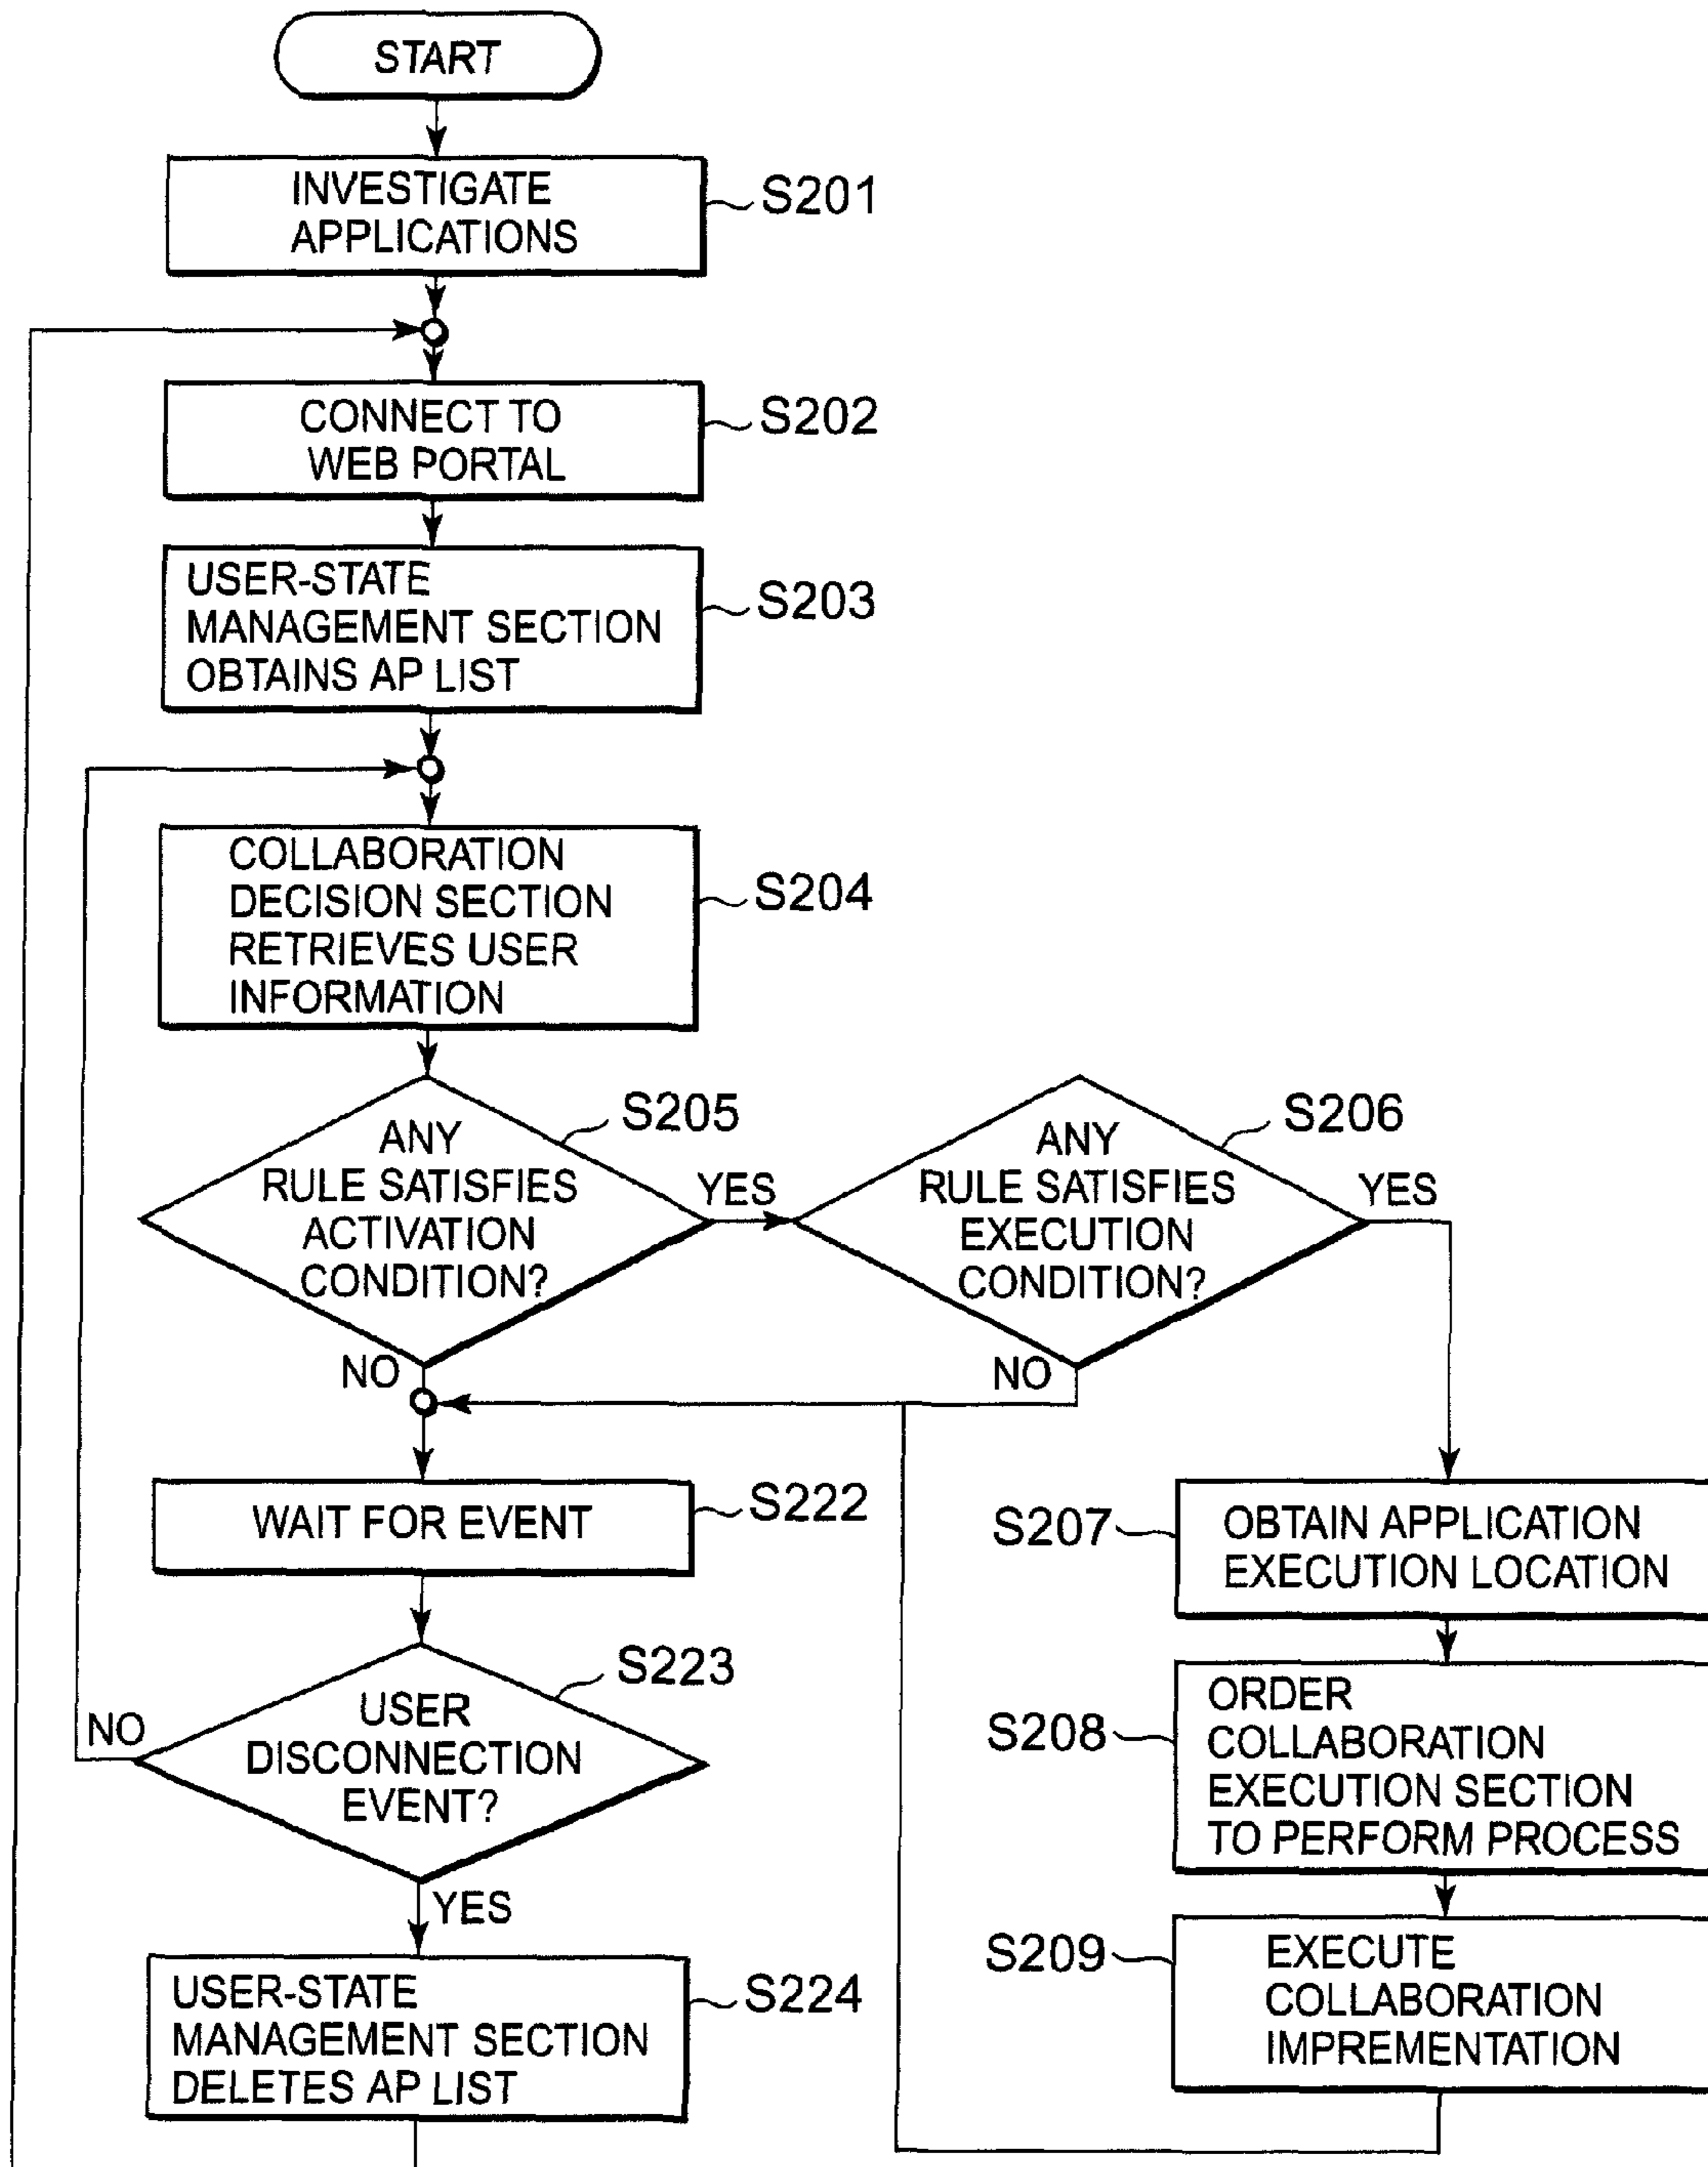 START
INVESTIGATE
APPLICATIONS
S201
CONNECT TO
WEB PORTAL
S202
USER-STATE
MANAGEMENT SECTION
OBTAINS AP LIST
S203
COLLABORATION
DECISION SECTION
RETRIEVES USER
INFORMATION
S204
ANY
RULE SATISFIES
ACTIVATION
CONDITION?
S205
YES
NO
ANY
RULE SATISFIES
EXECUTION
CONDITION?
S206
YES
NO
WAIT FOR EVENT
S222
S207
OBTAIN APPLICATION
EXECUTION LOCATION
USER
DISCONNECTION
EVENT?
S223
NO
YES
S208
ORDER
COLLABORATION
EXECUTION SECTION
TO PERFORM PROCESS
USER-STATE
MANAGEMENT SECTION
DELETES AP LIST
S224
S209
EXECUTE
COLLABORATION
IMPREMENTATION